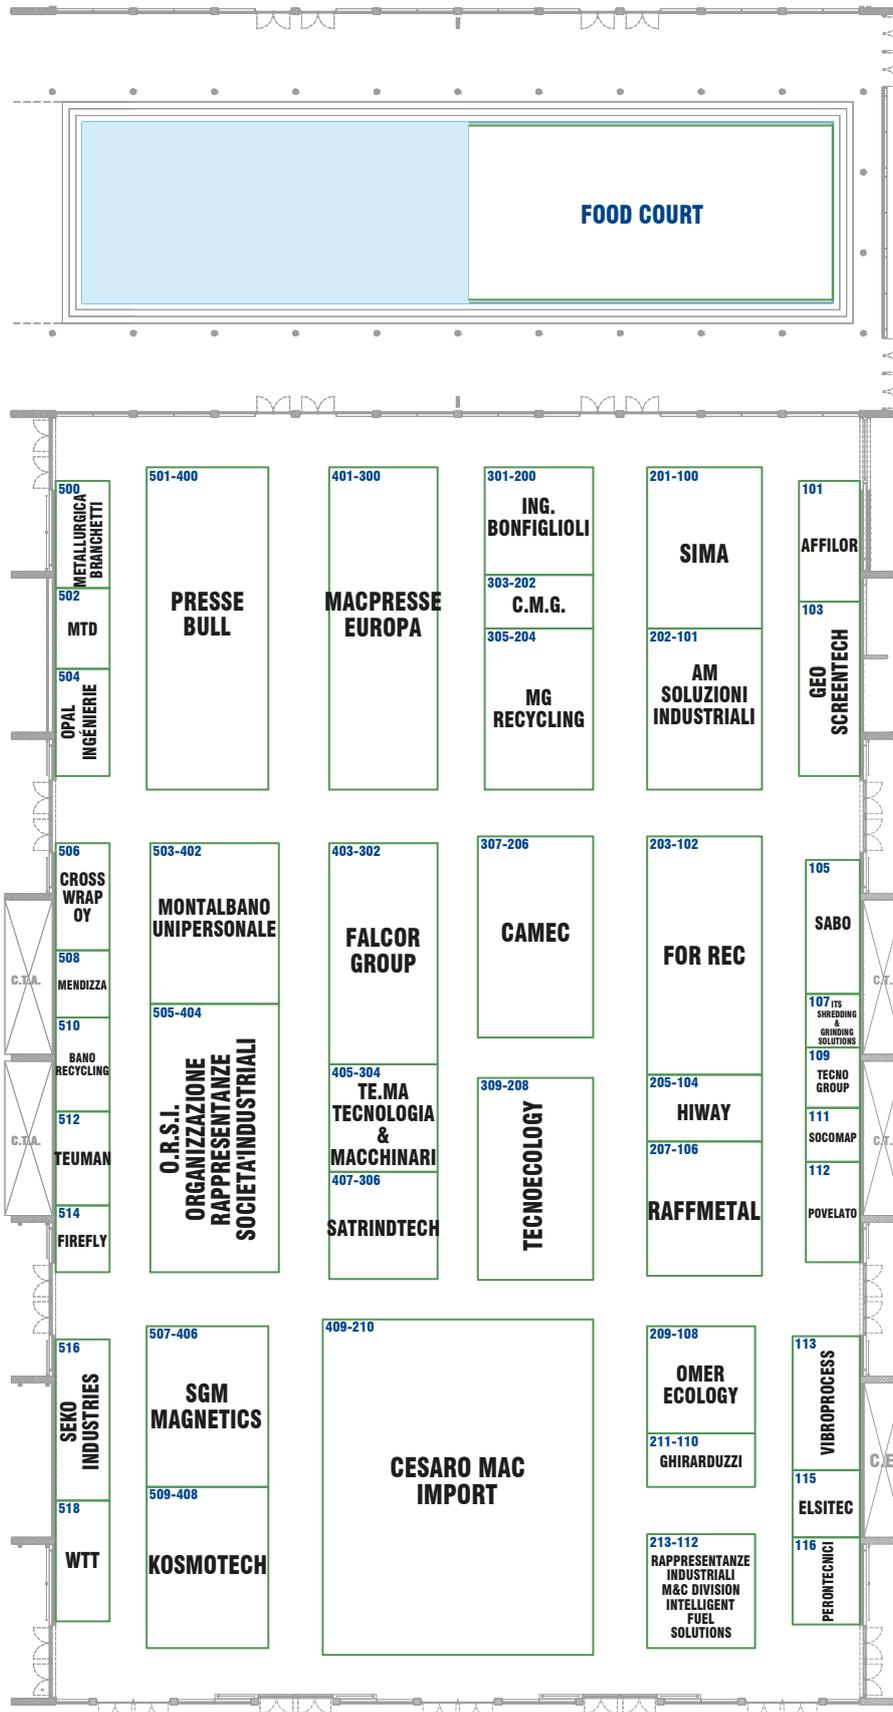 FOOD COURT
500
METALLURGICA
BRANCHETTI
502
MTD
504
OPAL
INGÉNIERIE
501-400
PRESSE
BULL
401-300
MACPRESSE
EUROPA
301-200
ING.
BONFIGLIOLI
303-202
C.M.G.
305-204
MG
RECYCLING
201-100
SIMA
202-101
AM
SOLUZIONI
INDUSTRIALI
101
AFFILOR
103
GEO
SCREENTECH
506
CROSS
WRAP
OY
508
MENDIZZA
510
BANO
RECYCLING
512
TEUMAN
514
FIREFLY
C.T.A.
C.T.A.
503-402
MONTALBANO
UNIPERSONALE
505-404
O.R.S.I.
ORGANIZZAZIONE
RAPPRESENTANZE
SOCIETA'INDUSTRIALI
403-302
FALCOR
GROUP
405-304
TE.MA
TECNOLOGIA
&
MACCHINARI
407-306
SATRINDTECH
307-206
CAMEC
309-208
TECNOECOLOGY
203-102
FOR REC
205-104
HIWAY
207-106
RAFFMETAL
105
SABO
107 ITS
SHREDDING
&
GRINDING
SOLUTIONS
109
TECNO
GROUP
111
SOCOMAP
112
POVELATO
C.T.
C.T.
516
SEKO
INDUSTRIES
518
WTT
507-406
SGM
MAGNETICS
509-408
KOSMOTECH
409-210
CESARO MAC
IMPORT
209-108
OMER
ECOLOGY
211-110
GHIRARDUZZI
213-112
RAPPRESENTANZE
INDUSTRIALI
M&C DIVISION
INTELLIGENT
FUEL
SOLUTIONS
113
VIBROPROCESS
115
ELSITEC
116
PERONTECNICI
C.E